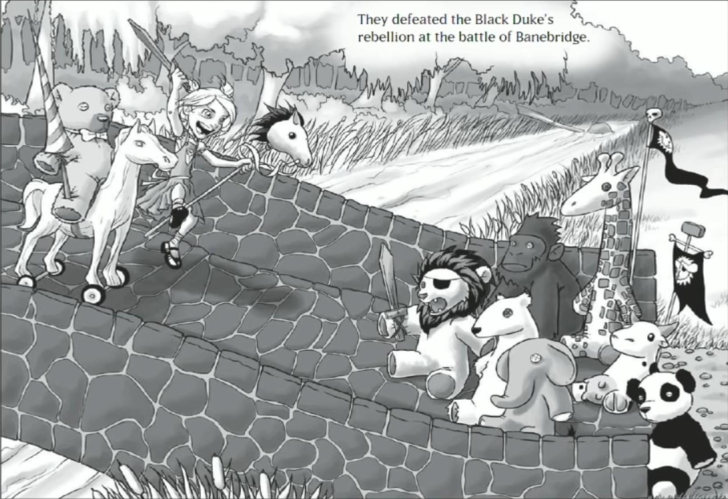 They defeated the Black Duke's
rebellion at the battle of Banebridge.